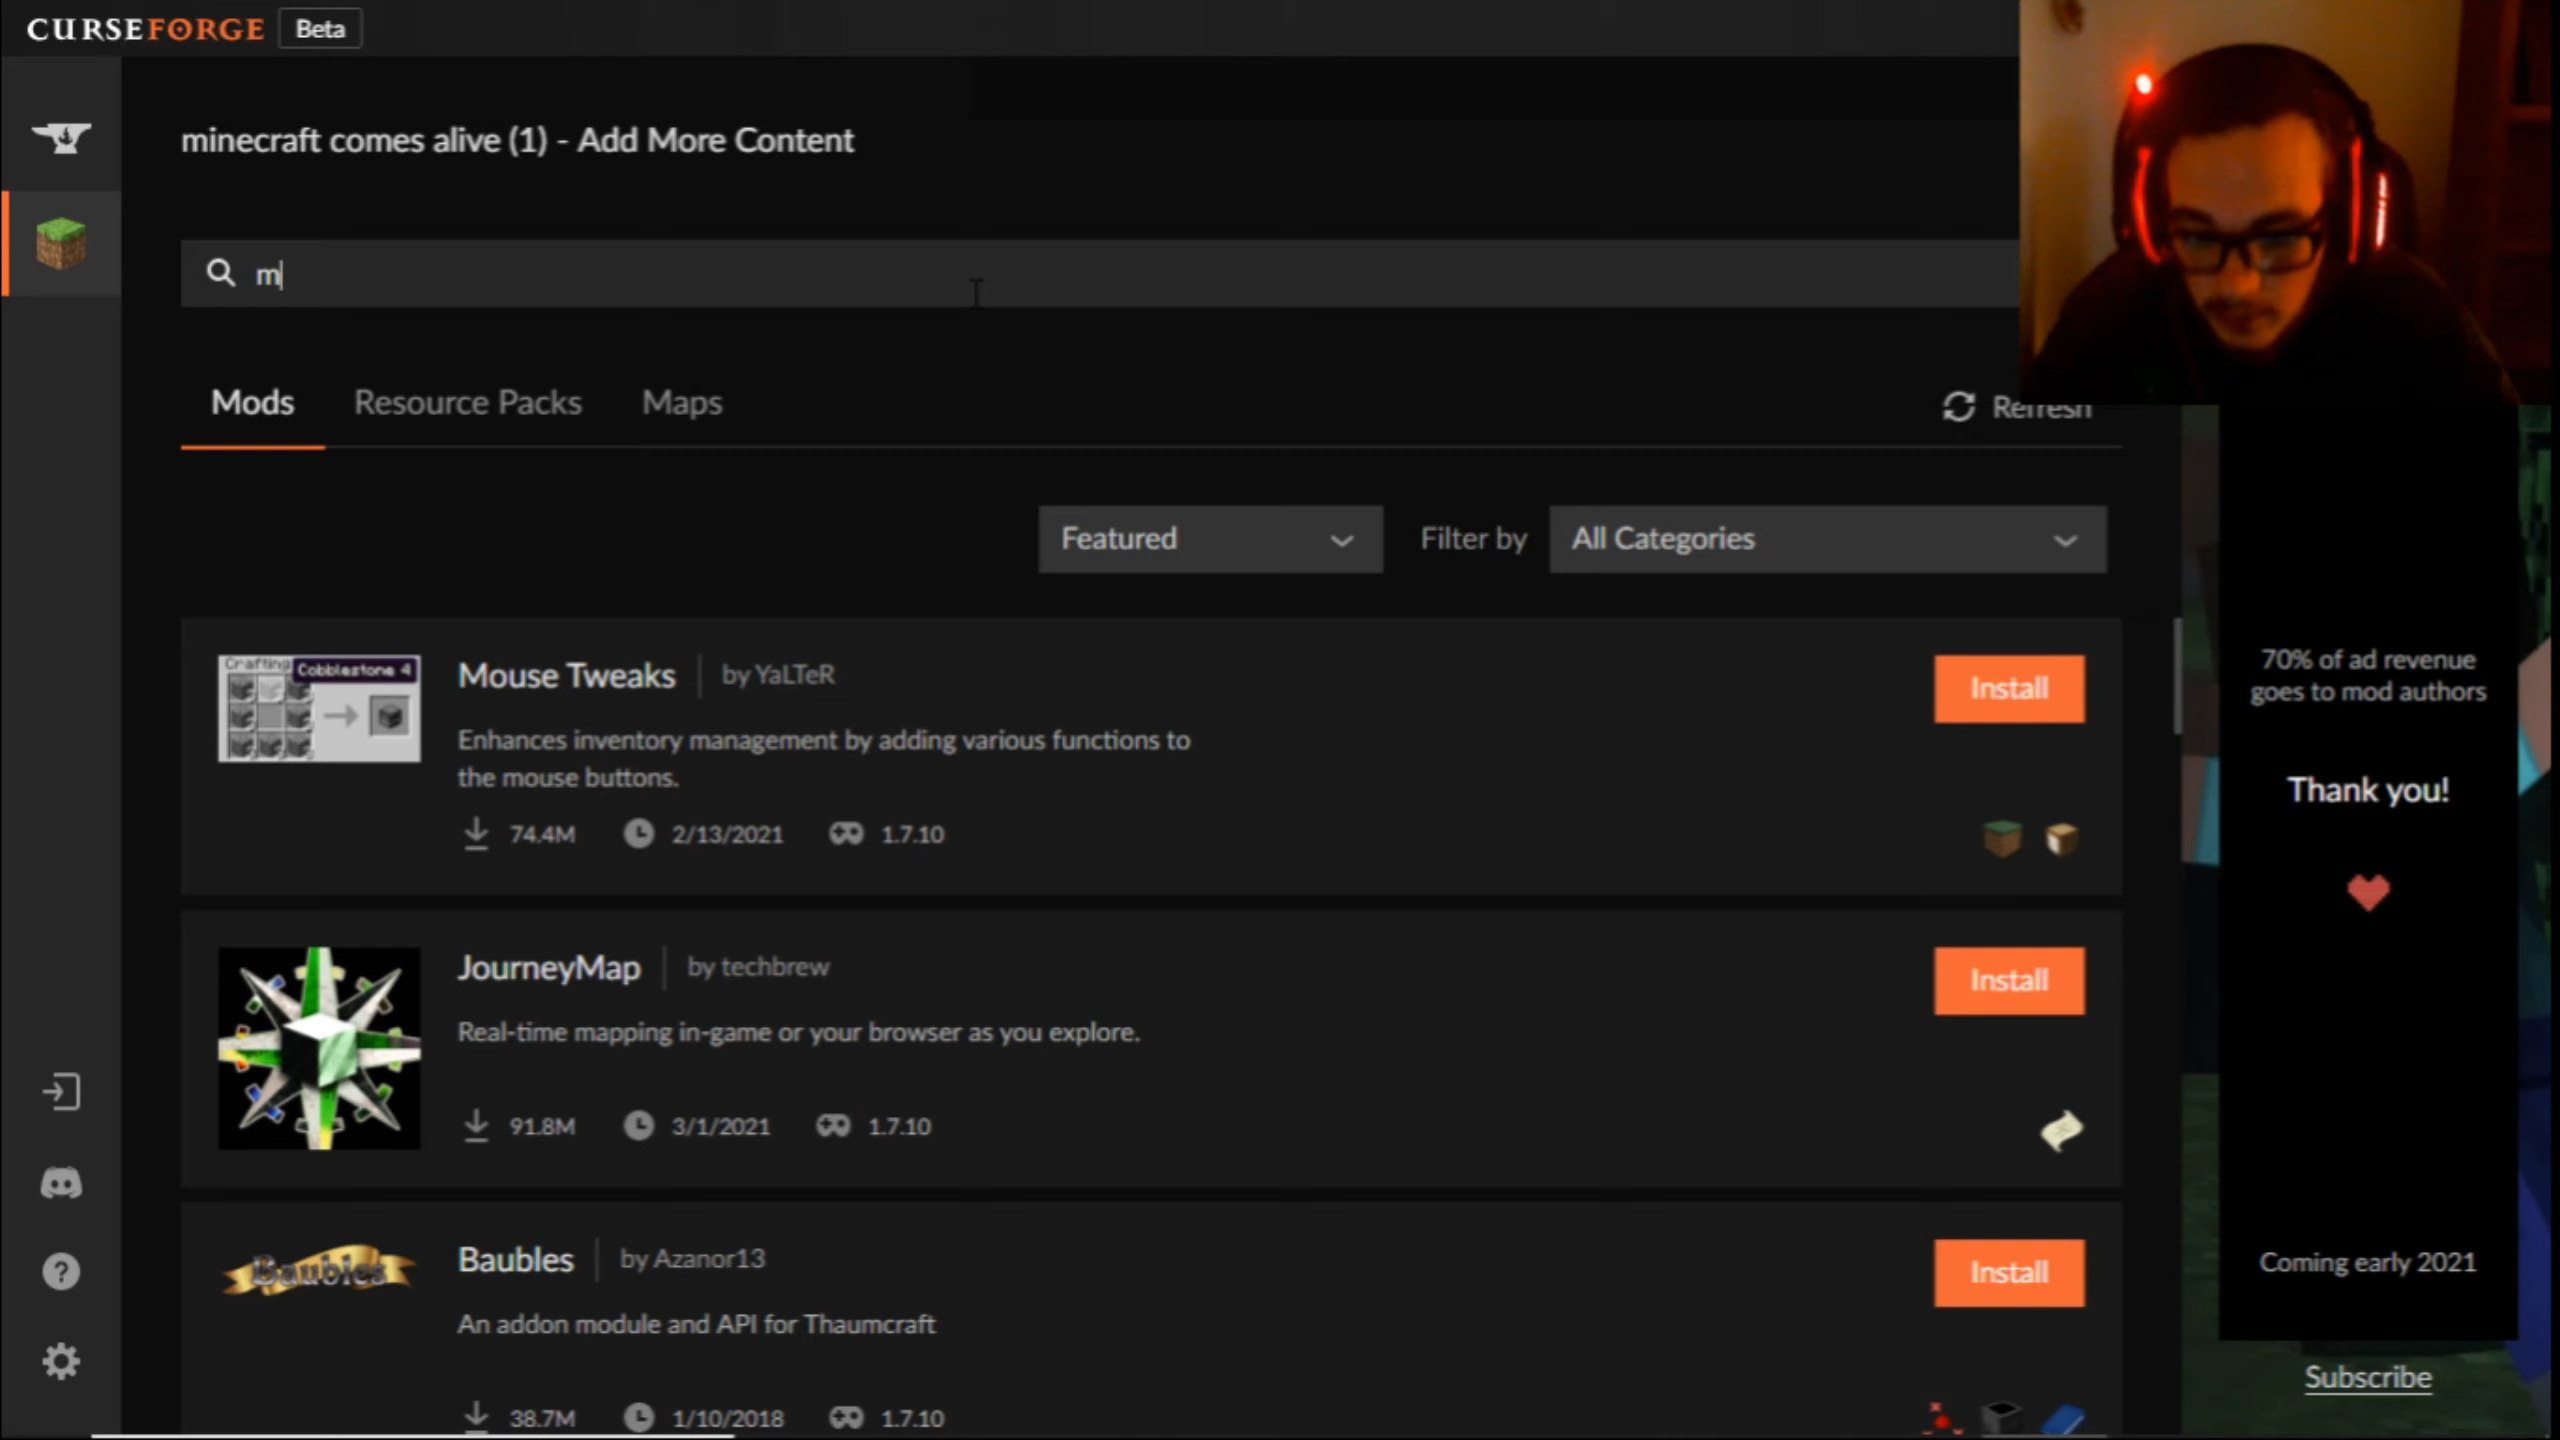 CURSEFORGE Beta
minecraft comes alive (1) - Add More Content
m
Mods Resource Packs Maps
Refresh
Featured Filter by All Categories
Crafting Cobblestone 4
Mouse Tweaks by YaLTeR
Install
Enhances inventory management by adding various functions to
the mouse buttons.
74.4M 2/13/2021 1.7.10
JourneyMap by techbrew
Install
Real-time mapping in-game or your browser as you explore.
91.8M 3/1/2021 1.7.10
Baubles
Baubles by Azanor13
Install
An addon module and API for Thaumcraft
38.7M 1/10/2018 1.7.10
70% of ad revenue
goes to mod authors
Thank you!
Coming early 2021
Subscribe